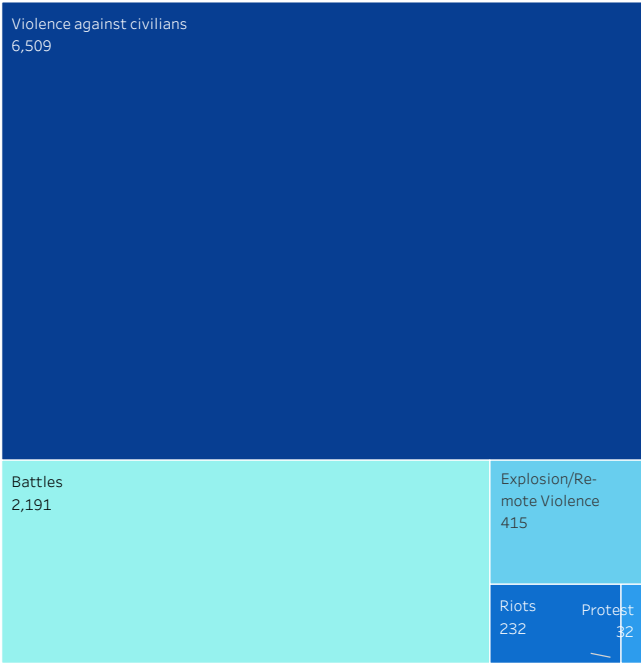 Violence against civilians
6,509
Battles
2,191
Explosion/Re-
mote Violence
415
Riots
232
Protest
32